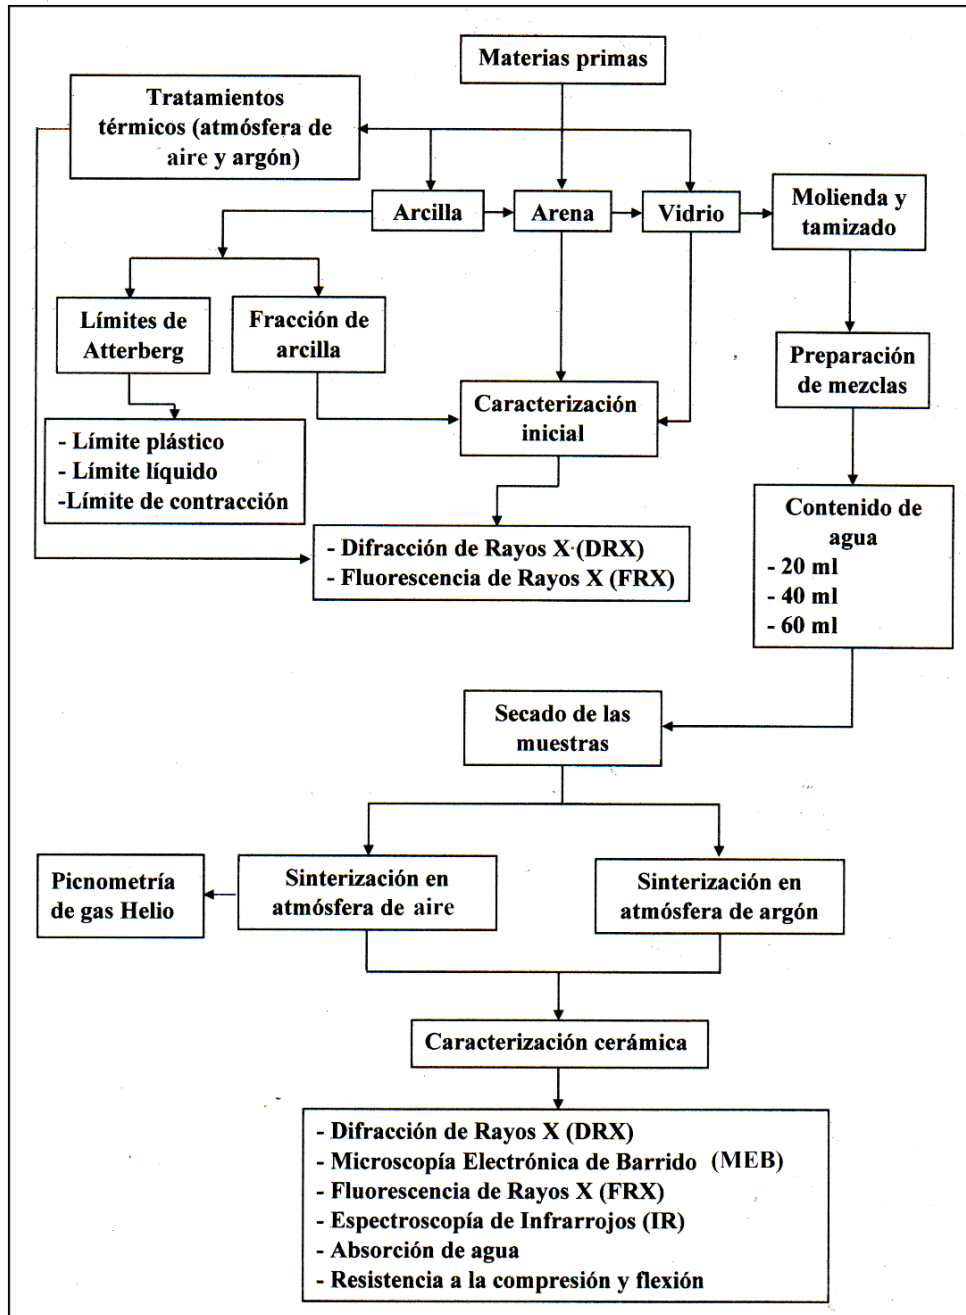 Materias primas
Tratamientos
térmicos (atmósfera de
aire y argón)
Arcilla
Arena
Vidrio
Molienda y
tamizado
Límites de
Atterberg
Fracción de
arcilla
Preparación
de mezclas
Caracterización
inicial
- Límite plástico
- Límite líquido
-Límite de contracción
Contenido de
agua
- 20 ml
- 40 ml
- 60 ml
- Difracción de Rayos X (DRX)
- Fluorescencia de Rayos X (FRX)
Secado de las
muestras
Picnometría
de gas Helio
Sinterización en
atmósfera de aire
Sinterización en
atmósfera de argón
Caracterización cerámica
- Difracción de Rayos X (DRX)
- Microscopía Electrónica de Barrido (MEB)
- Fluorescencia de Rayos X (FRX)
- Espectroscopía de Infrarrojos (IR)
- Absorción de agua
- Resistencia a la compresión y flexión